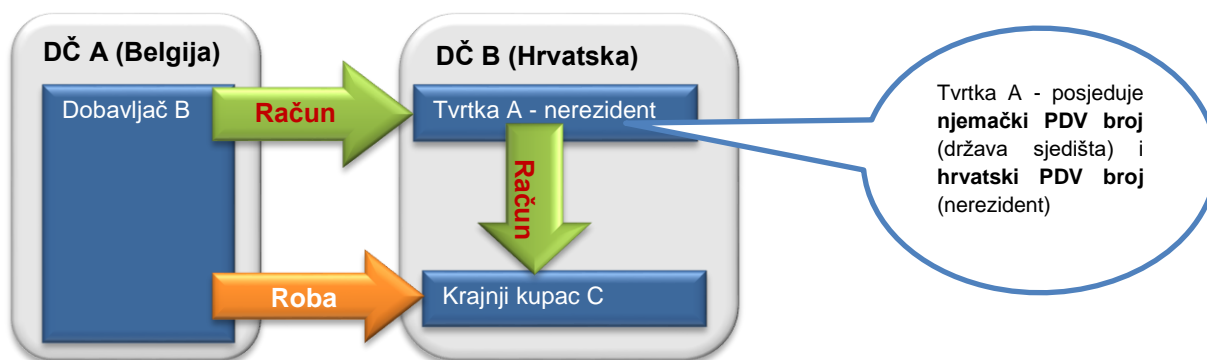 DČ A (Belgija)
Dobavljač B
Račun
DČ B (Hrvatska)
Tvrtka A - nerezident
Račun
Roba
Krajnji kupac C
Tvrtka A - posjeduje
njemački PDV broj
(država sjedišta) i
hrvatski PDV broj
(nerezident)